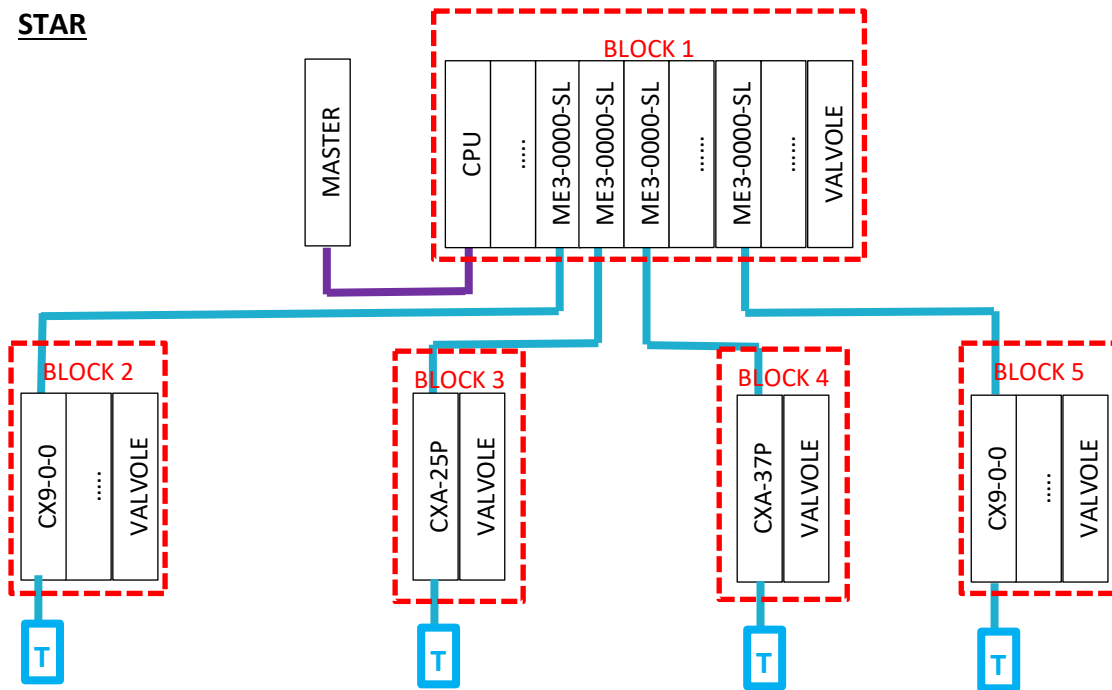 STAR
BLOCK 1
MASTER
CPU
.....
ME3-0000-SL
ME3-0000-SL
ME3-0000-SL
......
ME3-0000-SL
......
VALVOLE
BLOCK 2
CX9-0-0
.....
VALVOLE
T
BLOCK 3
CXA-25P
VALVOLE
T
BLOCK 4
CXA-37P
VALVOLE
T
BLOCK 5
CX9-0-0
.....
VALVOLE
T